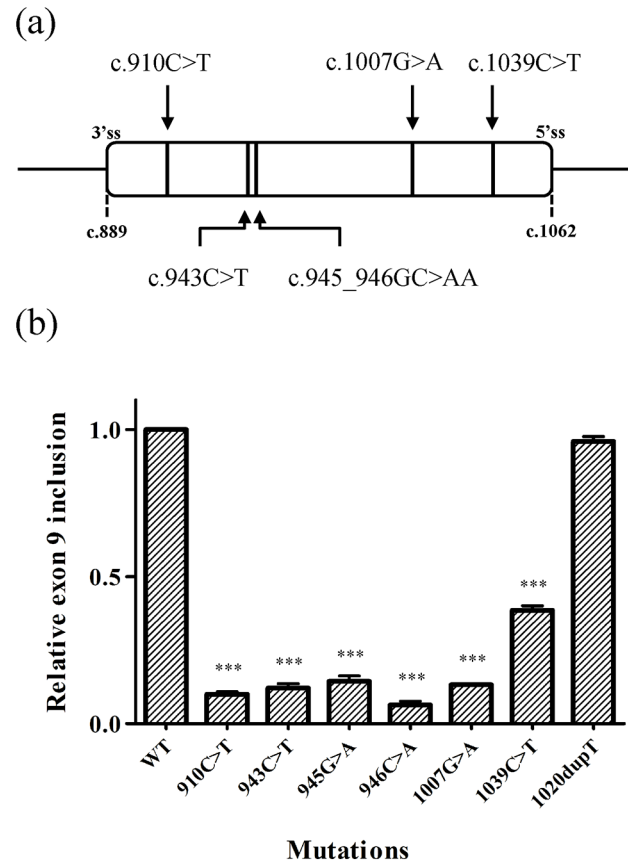 (a)
c.910C>T
c.1007G>A
c.1039C>T
3'ss
5'ss
c.889
c.1062
c.943C>T
c.945_946GC>AA
(b)
Relative exon 9 inclusion
1.0
0.5
0.0
***
***
***
***
***
***
WT
910C>T
943C>T
945G>A
946C>A
1007G>A
1039C>T
1020dupT
Mutations